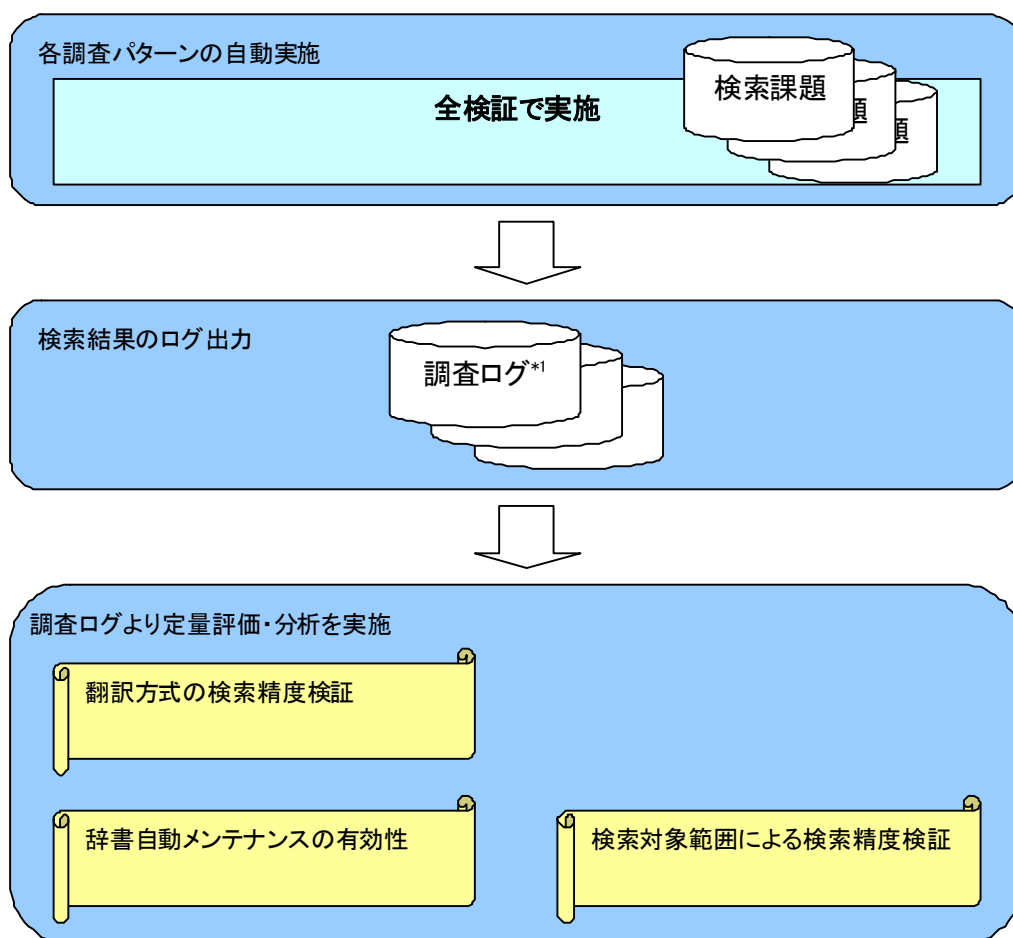 各調査パターンの自動実施
全検証で実施
検索課題
題
題
検索結果のログ出力
調査ログ*1
調査ログより定量評価・分析を実施
翻訳方式の検索精度検証
辞書自動メンテナンスの有効性
検索対象範囲による検索精度検証